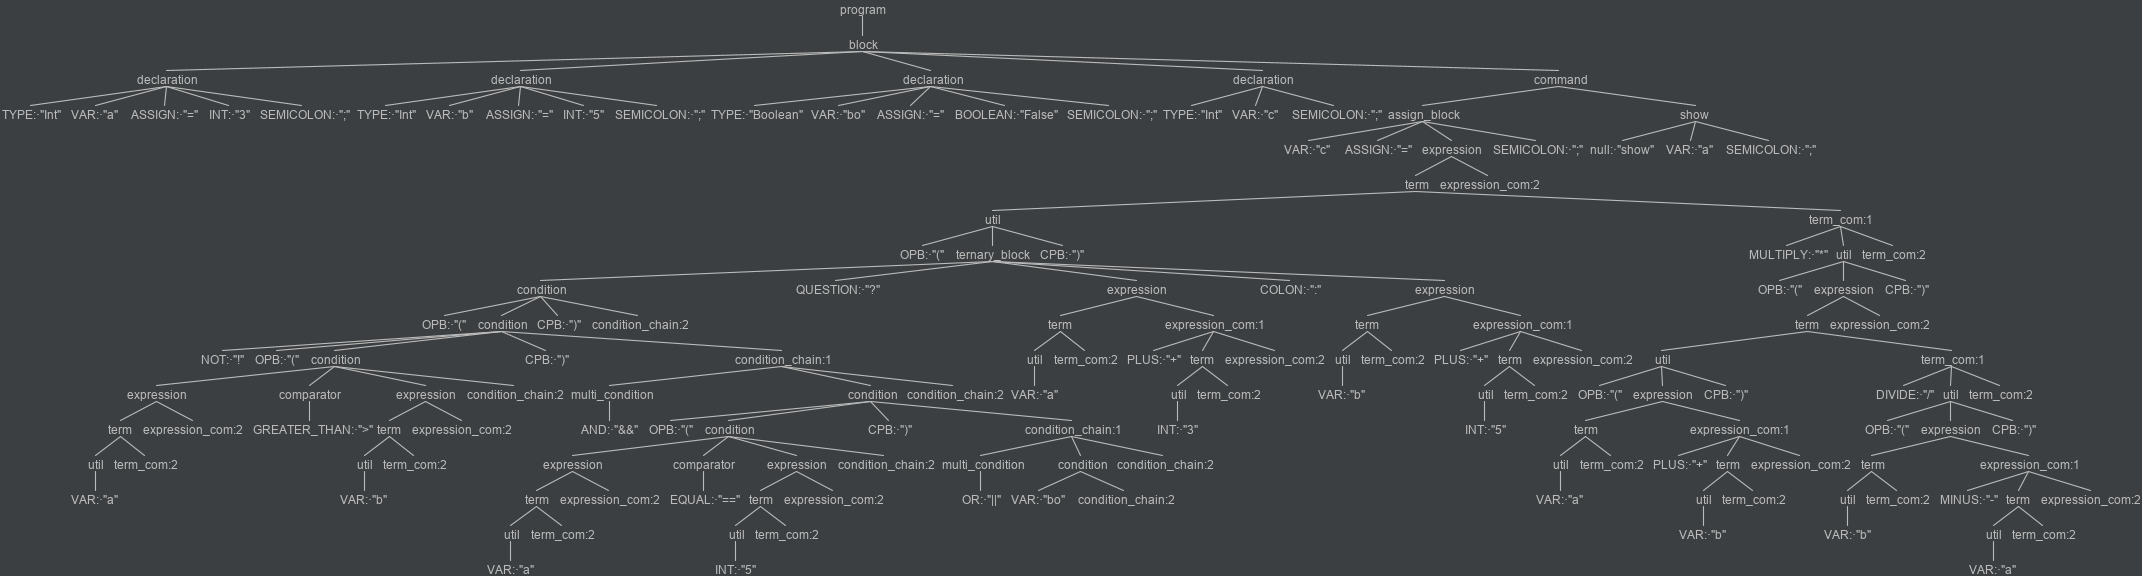 program
block
declaration declaration declaration declaration command
TYPE:·"Int" VAR:·"a" ASSIGN:·"=" INT:·"3" SEMICOLON:·";" TYPE:·"Int" VAR:·"b" ASSIGN:·"=" INT:·"5" SEMICOLON:·";" TYPE:·"Boolean" VAR:·"bo" ASSIGN:·"=" BOOLEAN:·"False" SEMICOLON:·";" TYPE:·"Int" VAR:·"c" SEMICOLON:·";" assign_block show
VAR:·"c" ASSIGN:·"=" expression SEMICOLON:·";" null:·"show" VAR:·"a" SEMICOLON:·";"
term expression_com:2
util term_com:1
OPB:·"(" ternary_block CPB:·")" MULTIPLY:·"*" util term_com:2
condition QUESTION:·"?" expression COLON:·":" expression OPB:·"(" expression CPB:·")"
OPB:·"(" condition CPB:·")" condition_chain:2 term expression_com:1 term expression_com:1 term expression_com:2
NOT:·"!" OPB:·"(" condition CPB:·")" condition_chain:1 util term_com:2 PLUS:·"+" term expression_com:2 util term_com:2 PLUS:·"+" term expression_com:2 util term_com:1
expression comparator expression condition_chain:2 multi_condition condition condition_chain:2 VAR:·"a" util term_com:2 VAR:·"b" util term_com:2 OPB:·"(" expression CPB:·")" DIVIDE:·"/" util term_com:2
term expression_com:2 GREATER_THAN:·">" term expression_com:2 AND:·"&&" OPB:·"(" condition CPB:·")" condition_chain:1 INT:·"3" INT:·"5" term expression_com:1 OPB:·"(" expression CPB:·")"
util term_com:2 util term_com:2 expression comparator expression condition_chain:2 multi_condition condition condition_chain:2 util term_com:2 PLUS:·"+" term expression_com:2 term expression_com:1
VAR:·"a" VAR:·"b" term expression_com:2 EQUAL:·"==" term expression_com:2 OR:·"||" VAR:·"bo" condition_chain:2 VAR:·"a" util term_com:2 util term_com:2 MINUS:·"-" term expression_com:2
util term_com:2 util term_com:2 VAR:·"b" VAR:·"b" util term_com:2
VAR:·"a" INT:·"5" VAR:·"a"